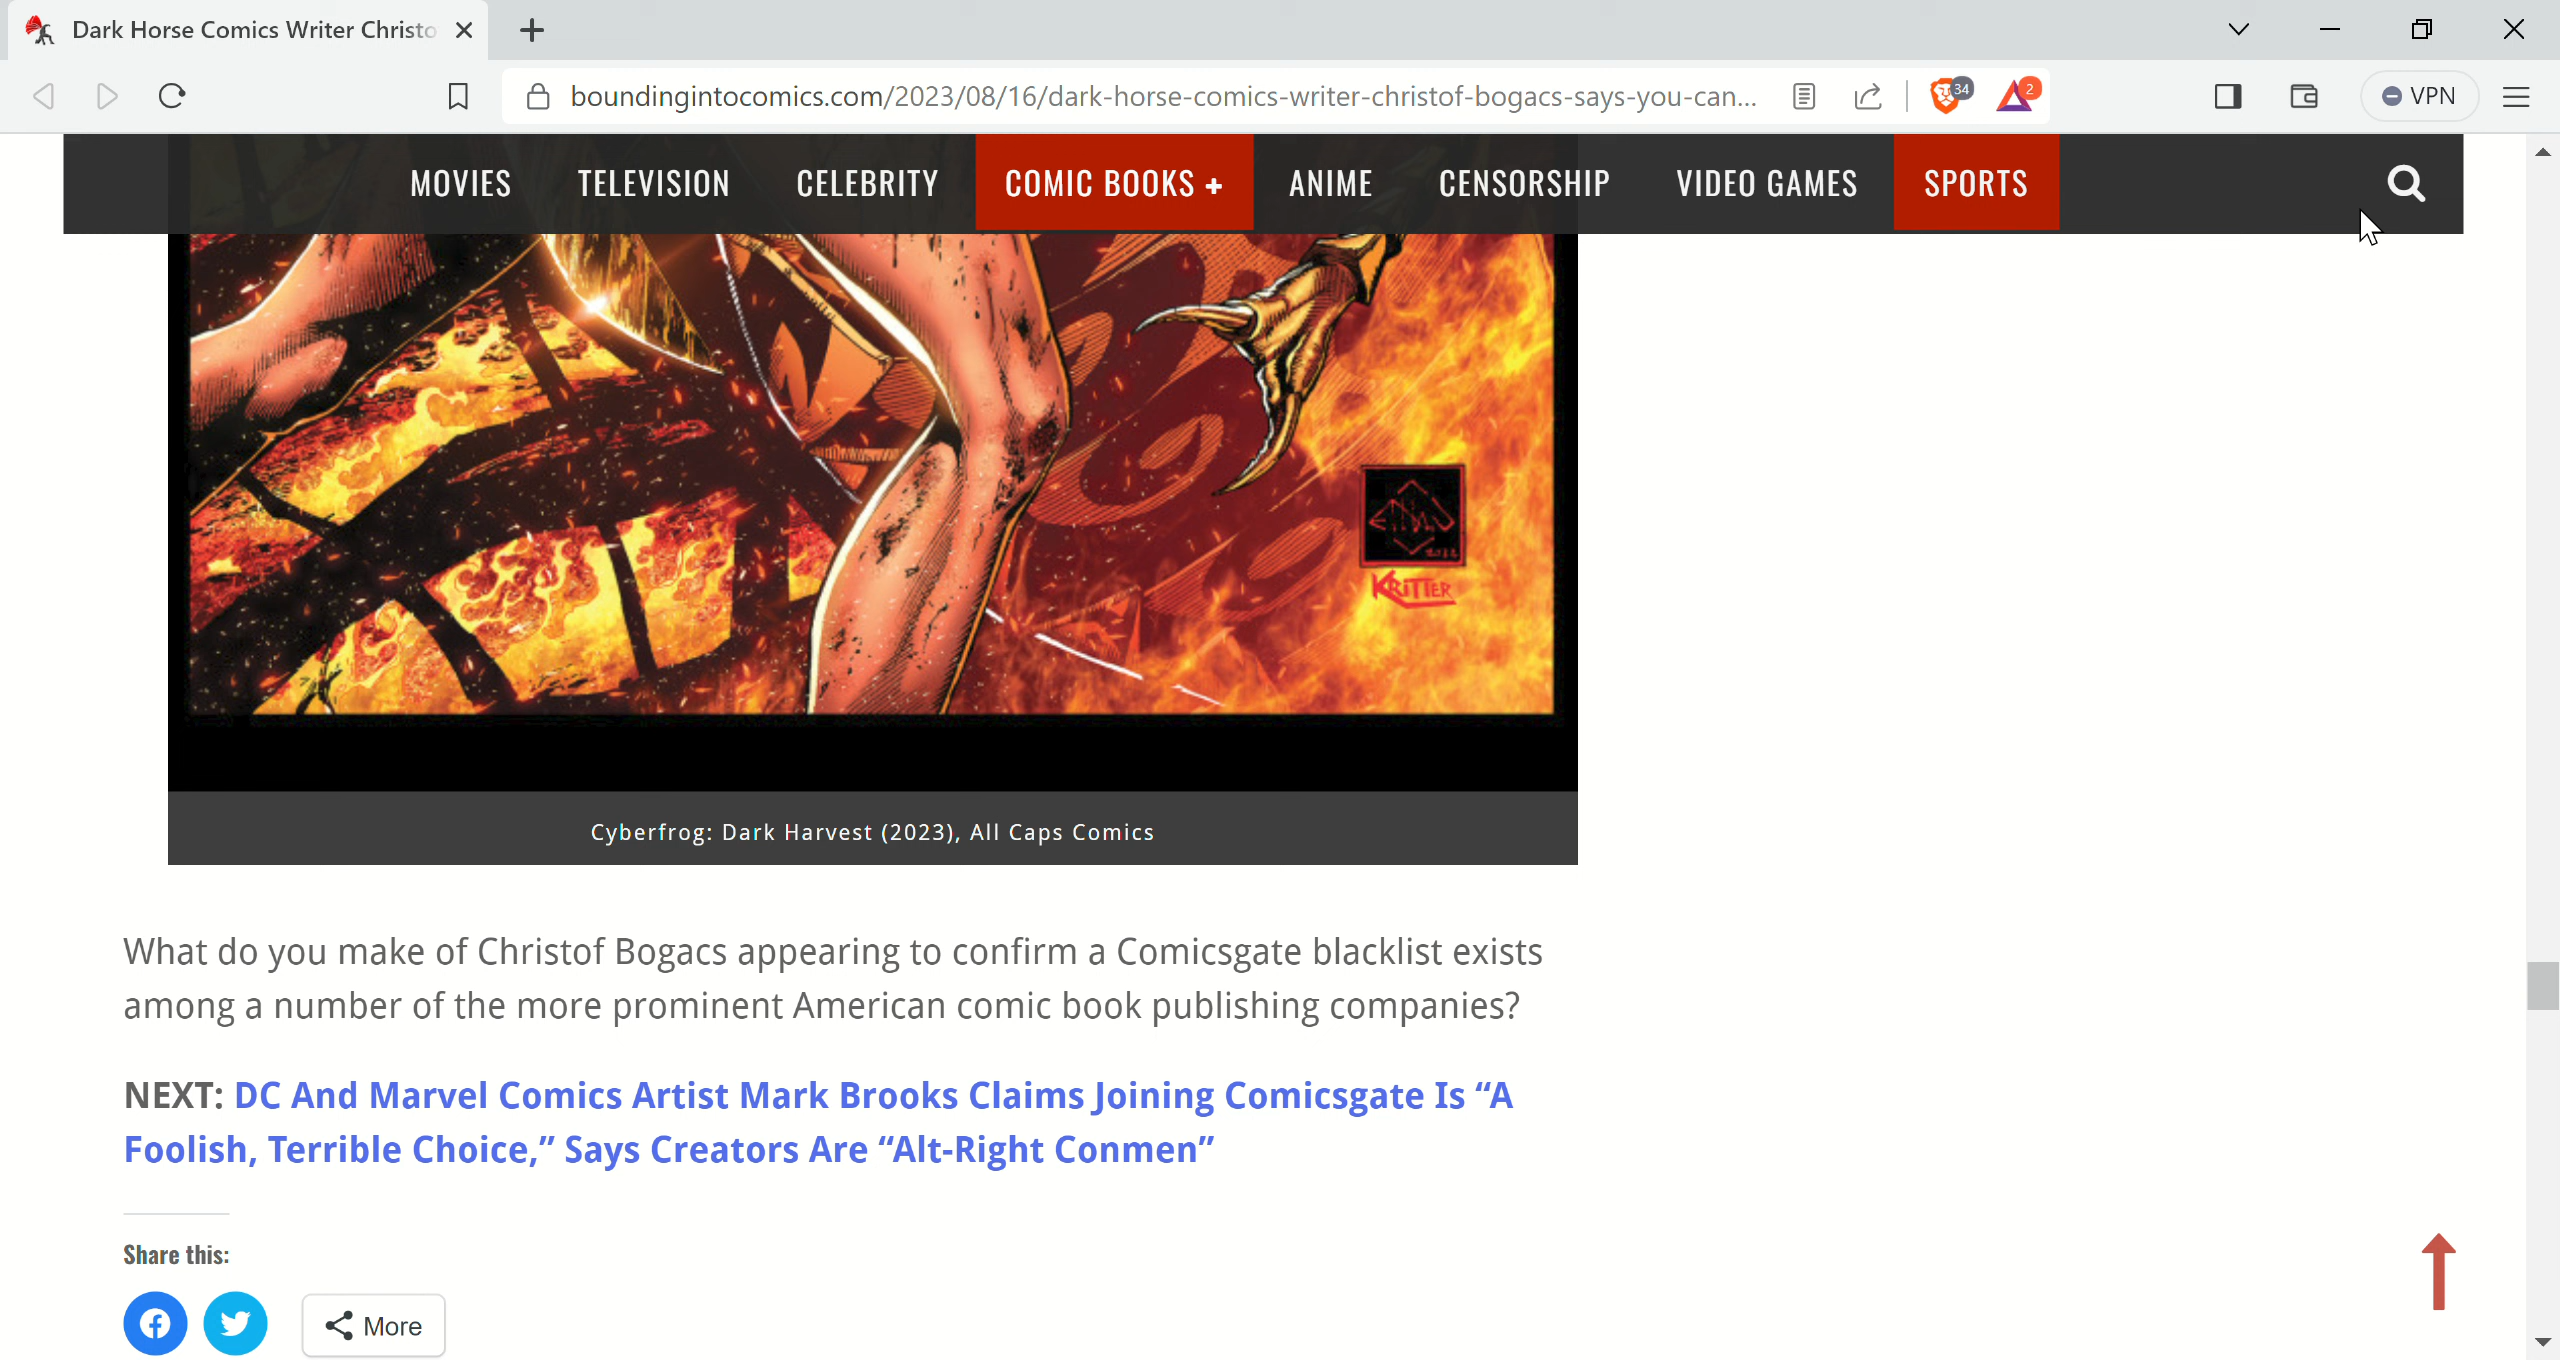 Dark Horse Comics Writer Christo
boundingintocomics.com/2023/08/16/dark-horse-comics-writer-christof-bogacs-says-you-can...
34
2
VPN
MOVIES TELEVISION CELEBRITY COMIC BOOKS + ANIME CENSORSHIP VIDEO GAMES SPORTS
KRITTER
Cyberfrog: Dark Harvest (2023), All Caps Comics
What do you make of Christof Bogacs appearing to confirm a Comicsgate blacklist exists
among a number of the more prominent American comic book publishing companies?
NEXT: DC And Marvel Comics Artist Mark Brooks Claims Joining Comicsgate Is “A
Foolish, Terrible Choice,” Says Creators Are “Alt-Right Conmen”
Share this:
More